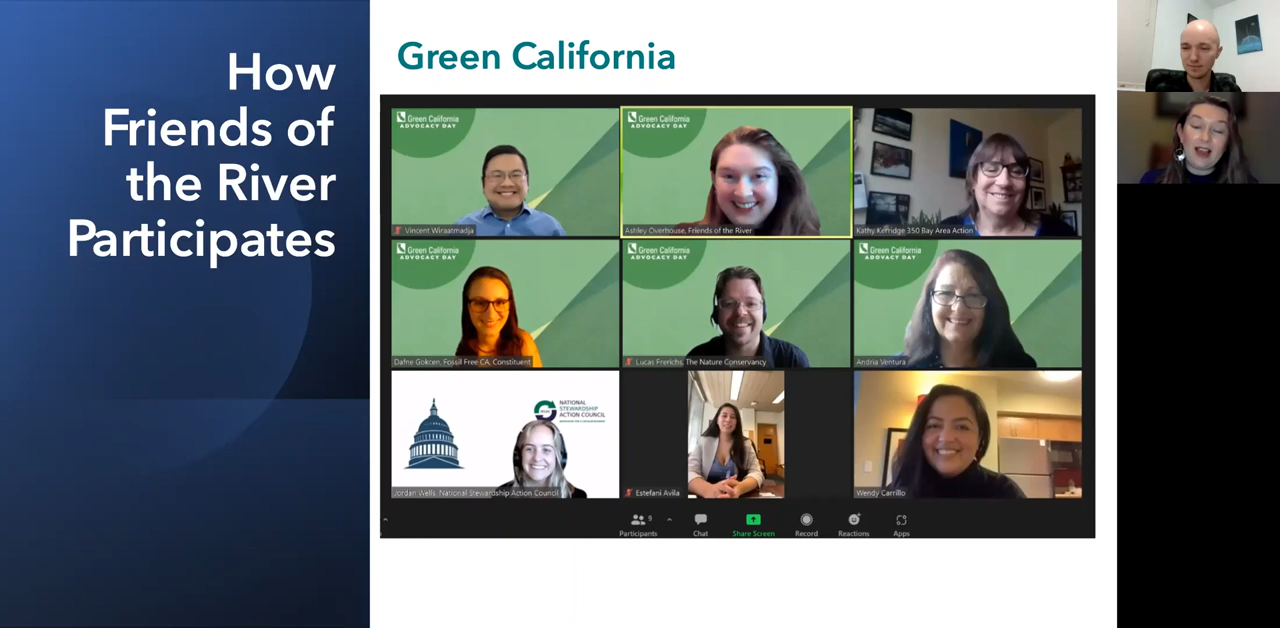 How
Friends of
the River
Participates
Green California
Green California
ADVOCACY DAY
Vincent Wiraatmadja
Green California
ADVOCACY DAY
Ashley Overhouse, Friends of the River
Kathy Kerridge 350 Bay Area Action
Green California
ADVOCACY DAY
Dafne Gokcen, Fossil Free CA, Constituent
Green California
ADVOCACY DAY
Lucas Frerichs, The Nature Conservancy
Green California
ADVOCACY DAY
Andria Ventura
NATIONAL
STEWARDSHIP
ACTION COUNCIL
Jordan Wells, National Stewardship Action Council
Estefani Avila
Wendy Carrillo
9
Participants
Chat
Share Screen
Record
Reactions
Apps